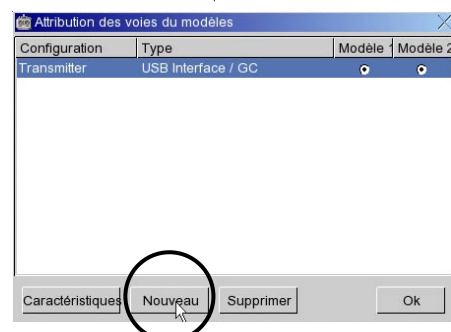 Attribution des voies du modèles
Configuration Type Modèle 1 Modèle 2
Transmitter USB Interface / GC
Caractéristiques Nouveau Supprimer Ok